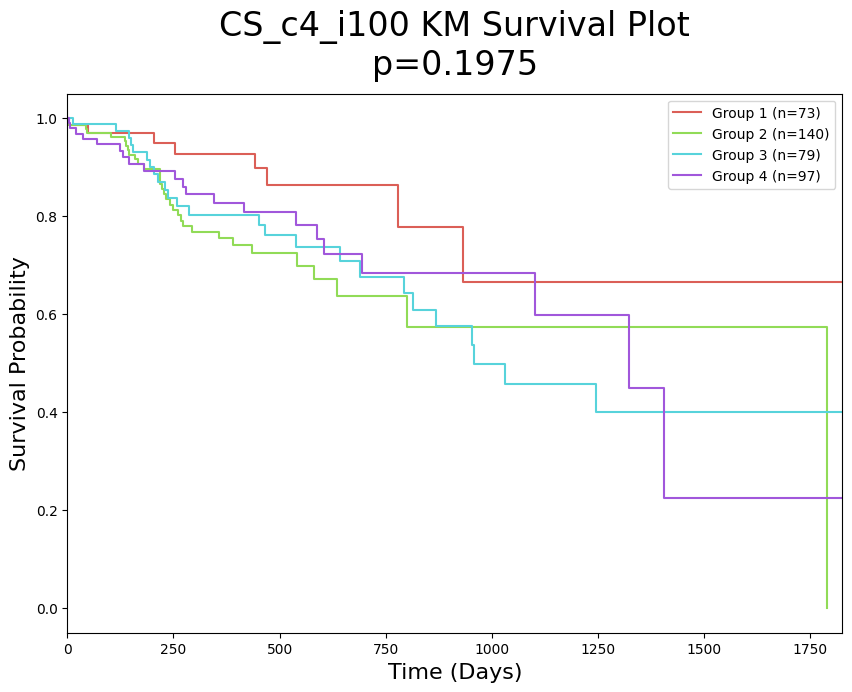 CS_c4_i100 KM Survival Plot
p=0.1975
Group 1 (n=73)
Group 2 (n=140)
Group 3 (n=79)
Group 4 (n=97)
Survival Probability
1.0
0.8
0.6
0.4
0.2
0.0
0 250 500 750 1000 1250 1500 1750
Time (Days)